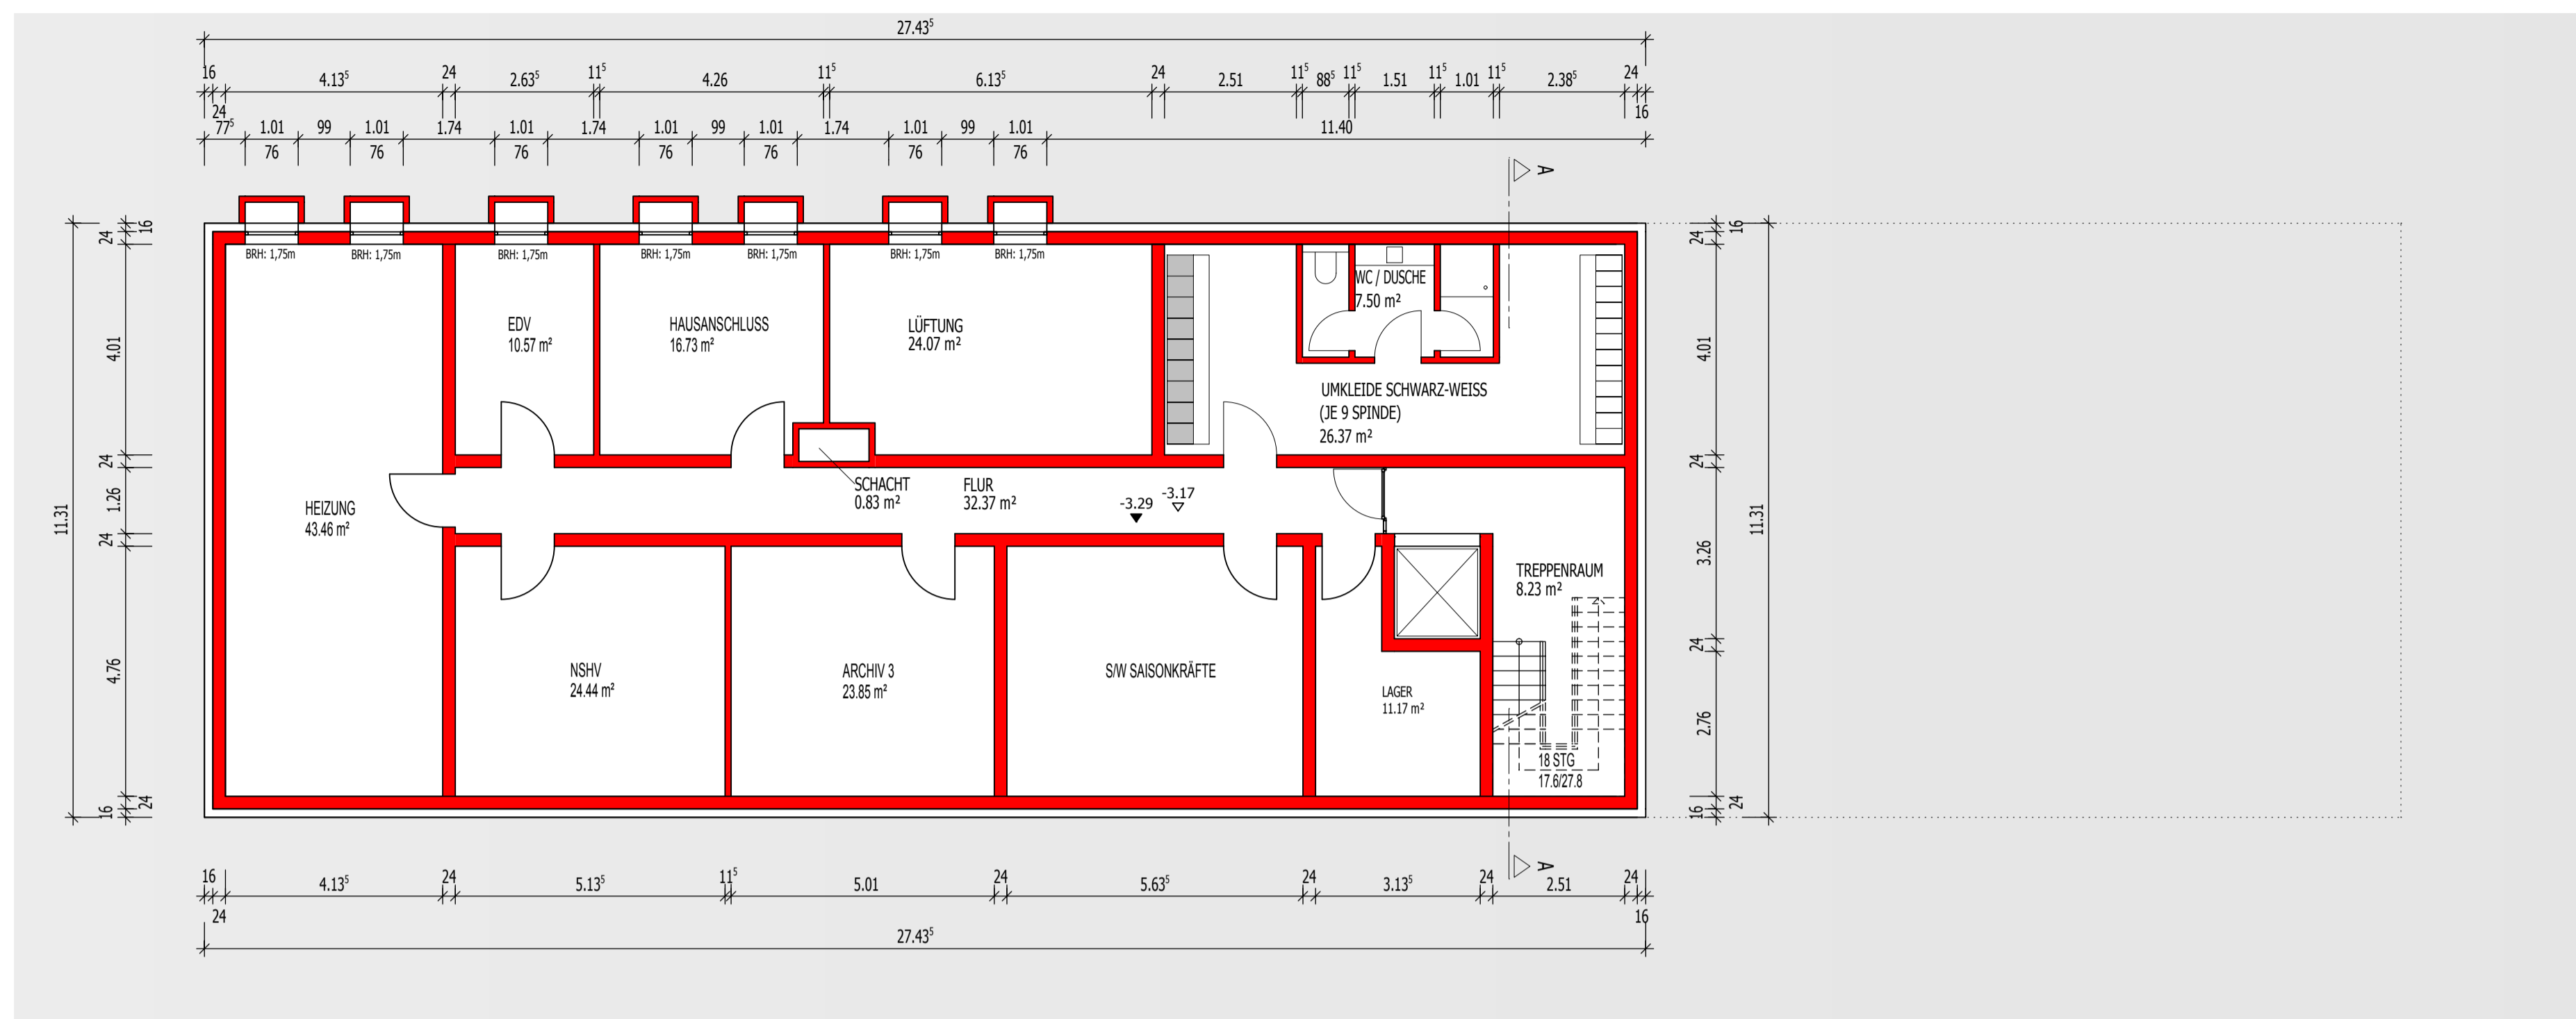 27.43⁵
16 4.13⁵ 24 2.63⁵ 11⁵ 4.26 11⁵ 6.13⁵ 24 2.51 11⁵ 88⁵ 11⁵ 1.51 11⁵ 1.01 11⁵ 2.38⁵ 24
24 16
77⁵ 1.01 99 1.01 1.74 1.01 1.74 1.01 99 1.01 1.74 1.01 99 1.01 11.40
76 76 76 76 76 76 76
A
16
24
4.01
24
1.26
24
4.76
24
16
11.31
BRH: 1,75m BRH: 1,75m BRH: 1,75m BRH: 1,75m BRH: 1,75m BRH: 1,75m BRH: 1,75m
WC / DUSCHE
7.50 m²
EDV
10.57 m²
HAUSANSCHLUSS
16.73 m²
LÜFTUNG
24.07 m²
UMKLEIDE SCHWARZ-WEISS
(JE 9 SPINDE)
26.37 m²
HEIZUNG
43.46 m²
SCHACHT
0.83 m²
FLUR
32.37 m²
-3.29
-3.17
TREPPENRAUM
8.23 m²
NSHV
24.44 m²
ARCHIV 3
23.85 m²
S/W SAISONKRÄFTE
LAGER
11.17 m²
18 STG
17.6/27.8
16
24
4.01
24
3.26
24
2.76
24
16
11.31
A
16 4.13⁵ 24 5.13⁵ 11⁵ 5.01 24 5.63⁵ 24 3.13⁵ 24 2.51 24
24 16
27.43⁵